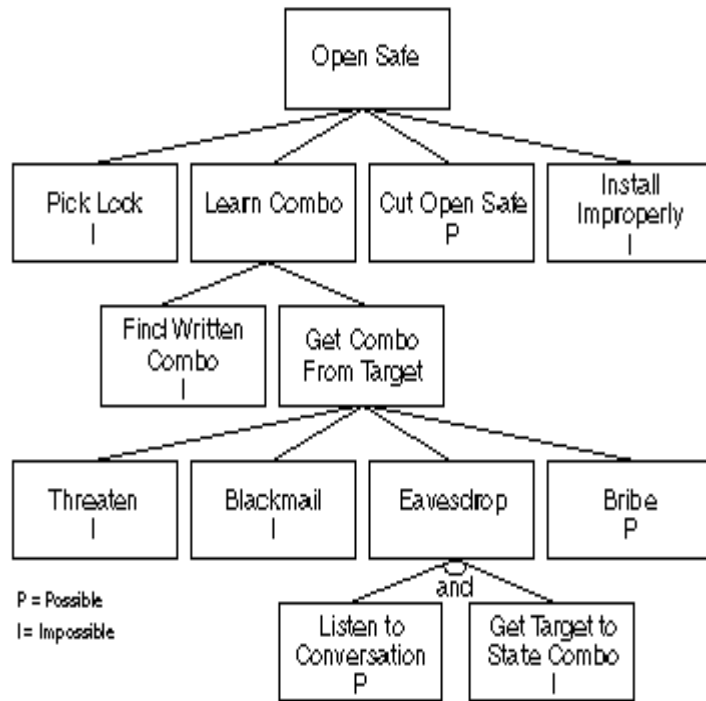 Open Safe
Pick Lock
I
Learn Combo
Cut Open Safe
P
Install
Improperly
I
Find Written
Combo
I
Get Combo
From Target
Threaten
I
Blackmail
I
Eavesdrop
Bribe
P
and
P = Possible
I = Impossible
Listen to
Conversation
P
Get Target to
State Combo
I